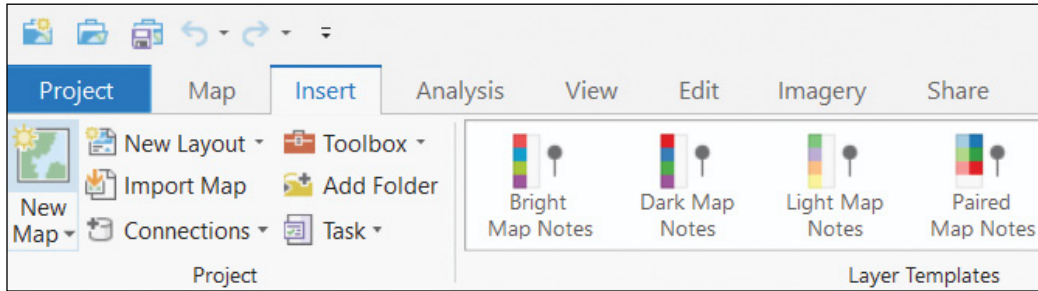 Project Map Insert Analysis View Edit Imagery Share
New Layout Toolbox
Import Map Add Folder
New
Map Connections Task
Bright Dark Map Light Map Paired
Map Notes Notes Notes Map Notes
Project Layer Templates